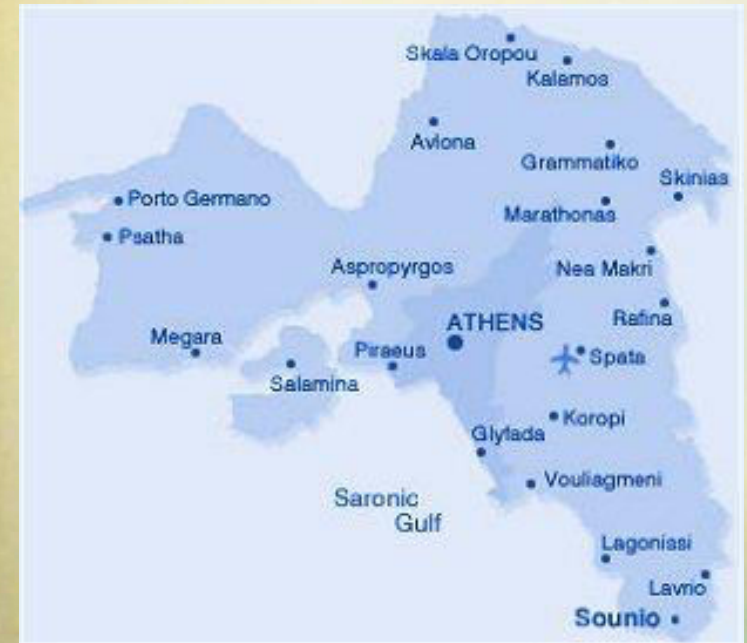 Skala Oropou
Kalamos
Avlona
Grammatiko
Skinias
Porto Germano
Marathonas
Psatha
Aspropyrgos
Nea Makri
Rafina
ATHENS
Megara
Piraeus
Spata
Salamina
Koropi
Glyfada
Vouliagmeni
Saronic
Gulf
Lagonissi
Lavrio
Sounio